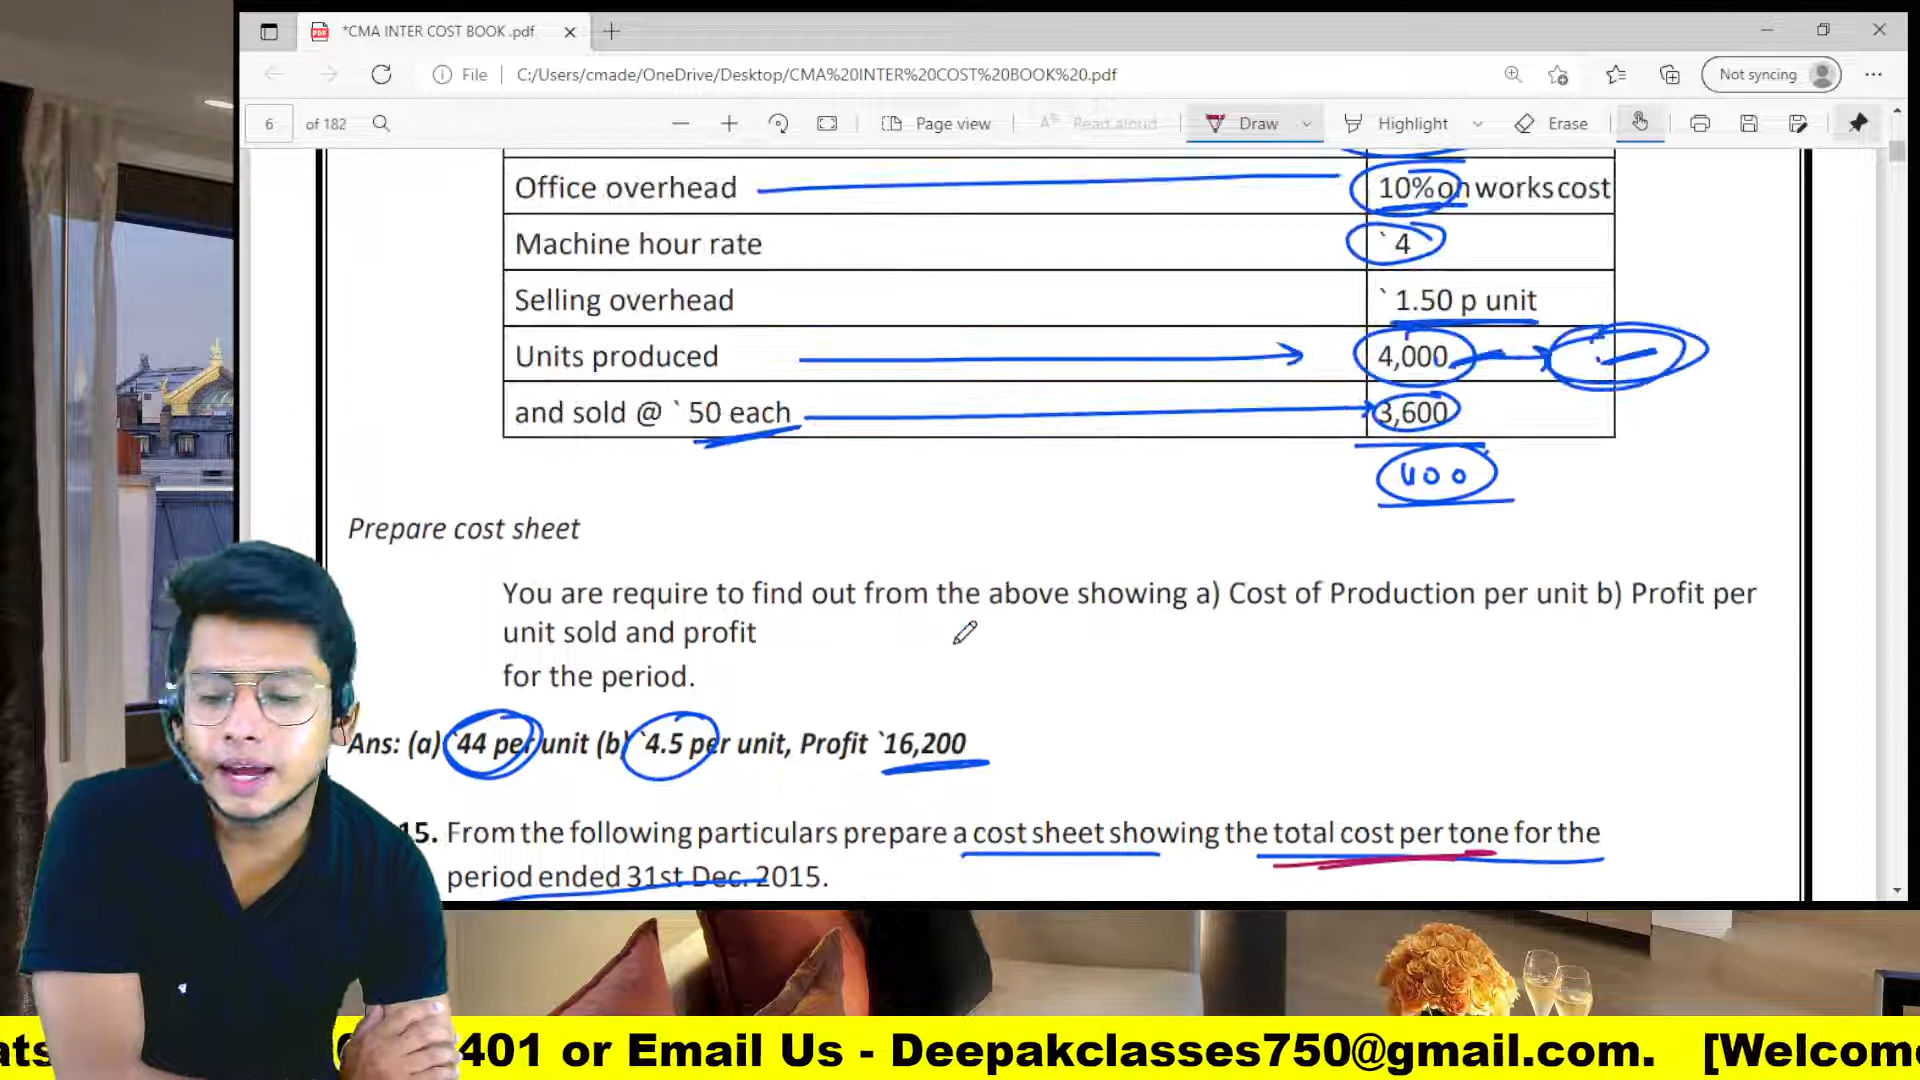 *CMA INTER COST BOOK .pdf
File
C:/Users/cmade/OneDrive/Desktop/CMA%20INTER%20COST%20BOOK%20.pdf
Not syncing
6 of 182
Page view
Read aloud
Draw
Highlight
Erase
Office overhead 10% on works cost
Machine hour rate ` 4
Selling overhead ` 1.50 p unit
Units produced 4,000
and sold @ ` 50 each 3,600
400
Prepare cost sheet
You are require to find out from the above showing a) Cost of Production per unit b) Profit per
unit sold and profit
for the period.
Ans: (a) `44 per unit (b) `4.5 per unit, Profit `16,200
15. From the following particulars prepare a cost sheet showing the total cost per tone for the
period ended 31st Dec. 2015.
401 or Email Us - Deepakclasses750@gmail.com. [Welcom